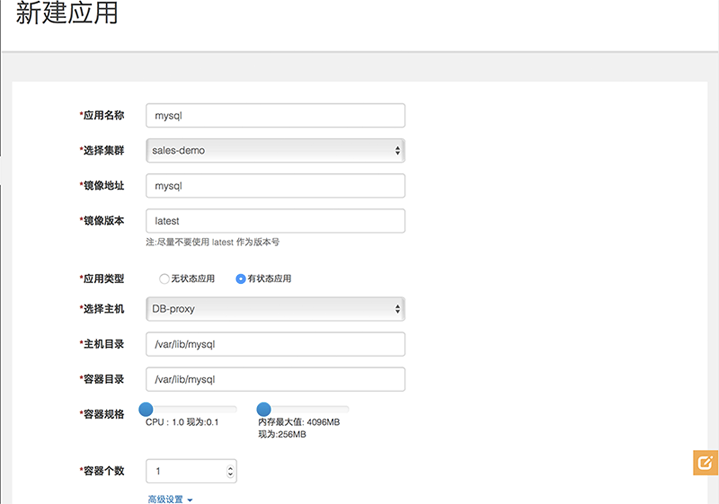 新建应用
*应用名称 mysql
*选择集群 sales-demo
*镜像地址 mysql
*镜像版本 latest
注:尽量不要使用 latest 作为版本号
*应用类型 无状态应用 有状态应用
*选择主机 DB-proxy
*主机目录 /var/lib/mysql
*容器目录 /var/lib/mysql
*容器规格
CPU : 1.0 现为:0.1 内存最大值: 4096MB
现为:256MB
*容器个数 1
高级设置